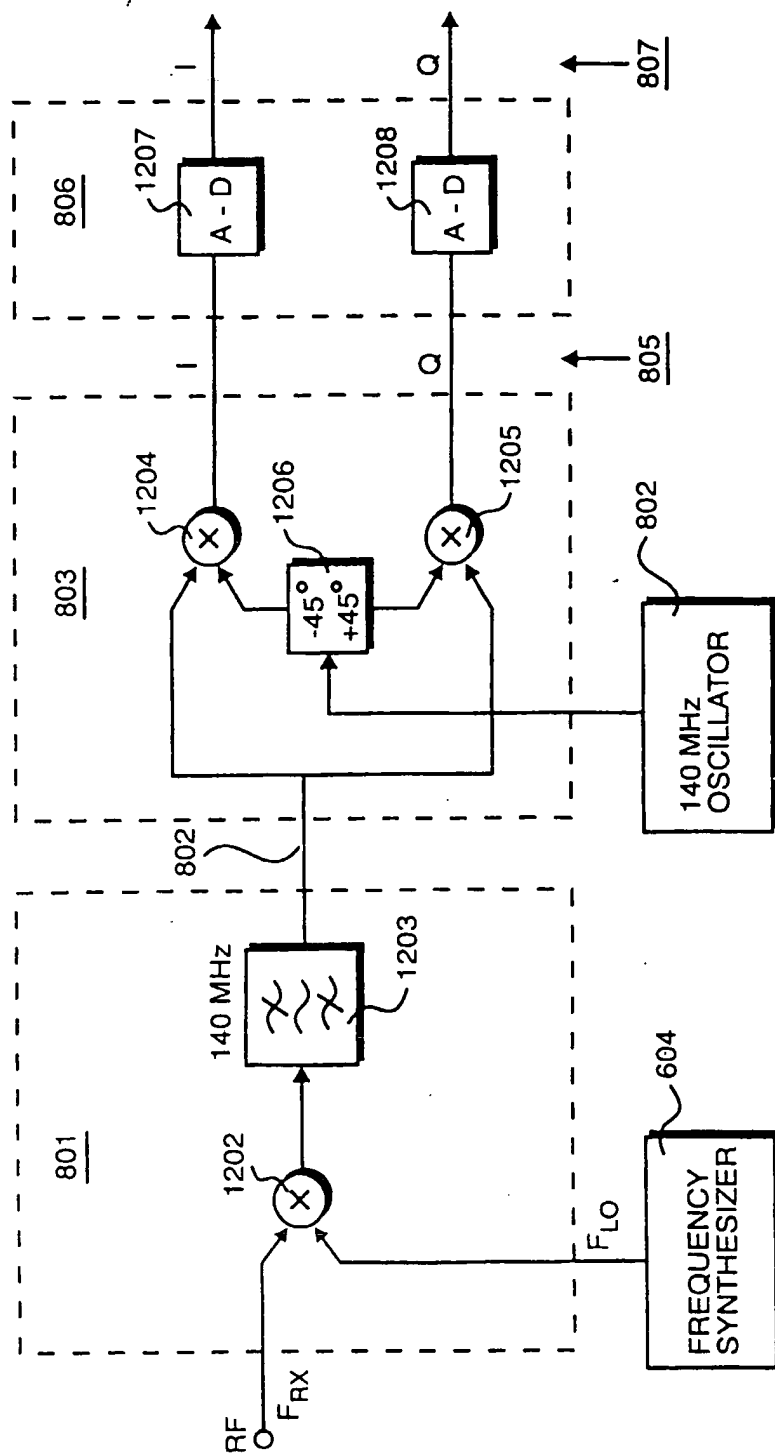 RF
F_RX
801
1202
F_LO
FREQUENCY
SYNTHESIZER
604
140 MHz
1203
802
803
1204
1206
-45°
+45°
1205
140 MHz
OSCILLATOR
802
I
Q
805
806
A - D
1207
A - D
1208
I
Q
807